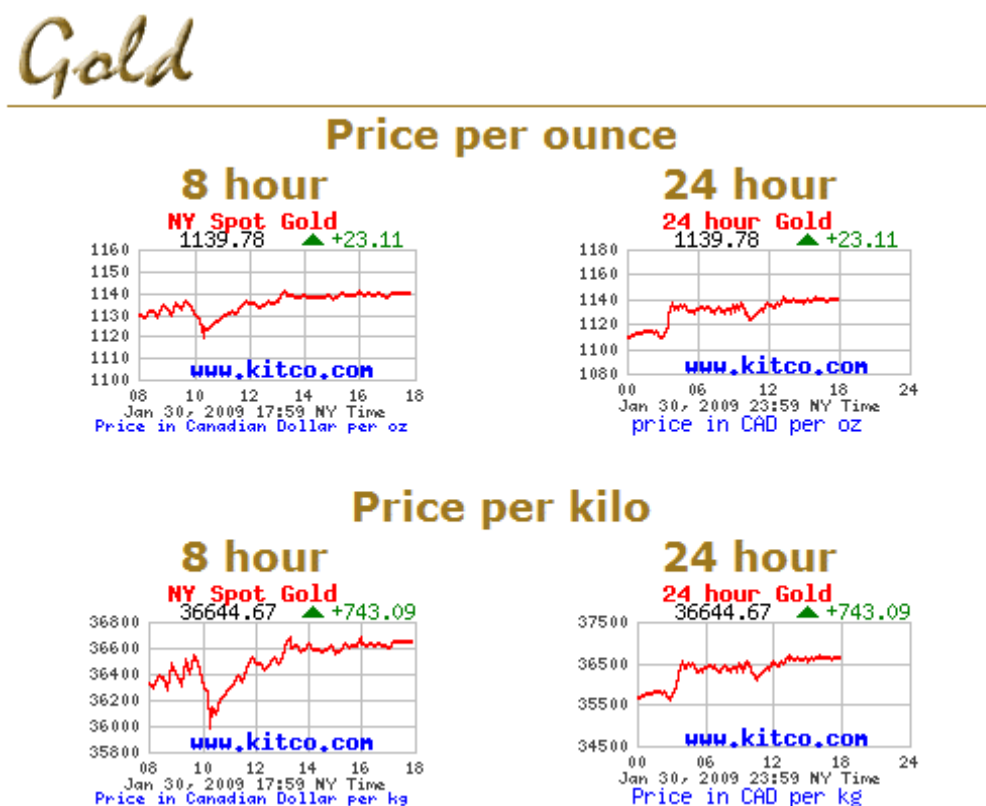 Gold
Price per ounce
8 hour
24 hour
NY Spot Gold
1139.78 +23.11
1160
1150
1140
1130
1120
1110
1100
www.kitco.com
08 10 12 14 16 18
Jan 30, 2009 17:59 NY Time
Price in Canadian Dollar per oz
24 hour Gold
1139.78 +23.11
1180
1160
1140
1120
1100
1080
www.kitco.com
00 06 12 18 24
Jan 30, 2009 23:59 NY Time
price in CAD per oz
Price per kilo
8 hour
24 hour
NY Spot Gold
36644.67 +743.09
36800
36600
36400
36200
36000
35800
www.kitco.com
08 10 12 14 16 18
Jan 30, 2009 17:59 NY Time
Price in Canadian Dollar per kg
24 hour Gold
36644.67 +743.09
37500
36500
35500
34500
www.kitco.com
00 06 12 18 24
Jan 30, 2009 23:59 NY Time
Price in CAD per kg